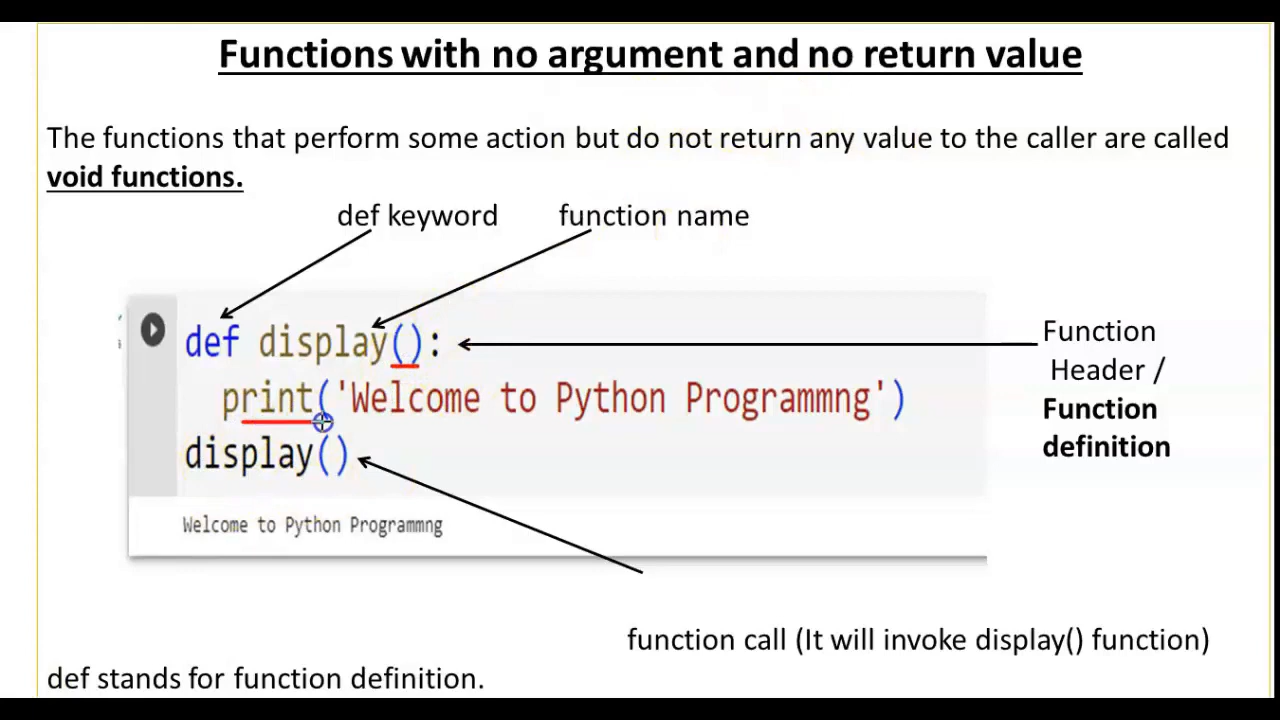 Functions with no argument and no return value
The functions that perform some action but do not return any value to the caller are called
void functions.
def keyword function name
def display():
print('Welcome to Python Programmng')
display()
Welcome to Python Programmng
Function
Header /
Function
definition
function call (It will invoke display() function)
def stands for function definition.